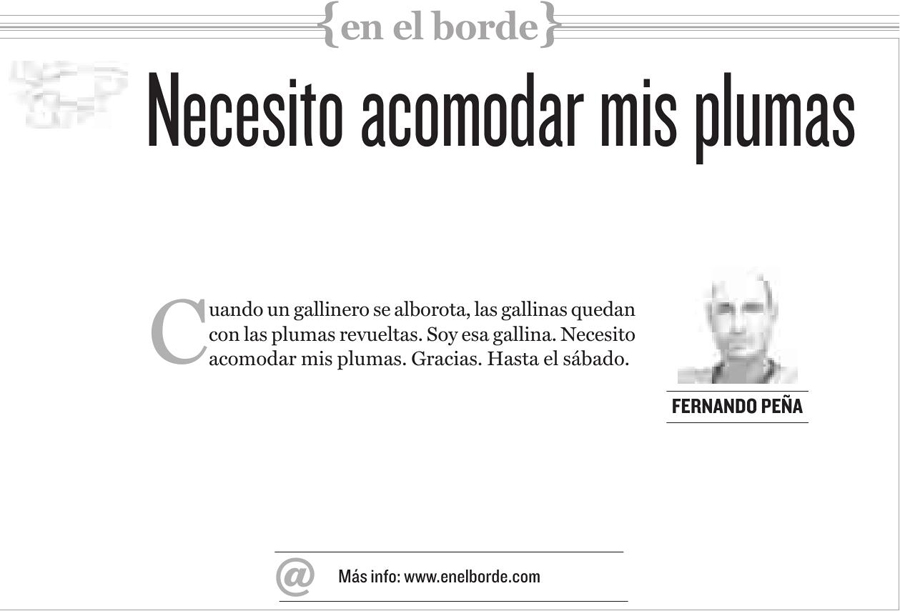 {en el borde}
Necesito acomodar mis plumas
Cuando un gallinero se alborota, las gallinas quedan
con las plumas revueltas. Soy esa gallina. Necesito
acomodar mis plumas. Gracias. Hasta el sábado.
FERNANDO PEÑA
@ Más info: www.enelborde.com